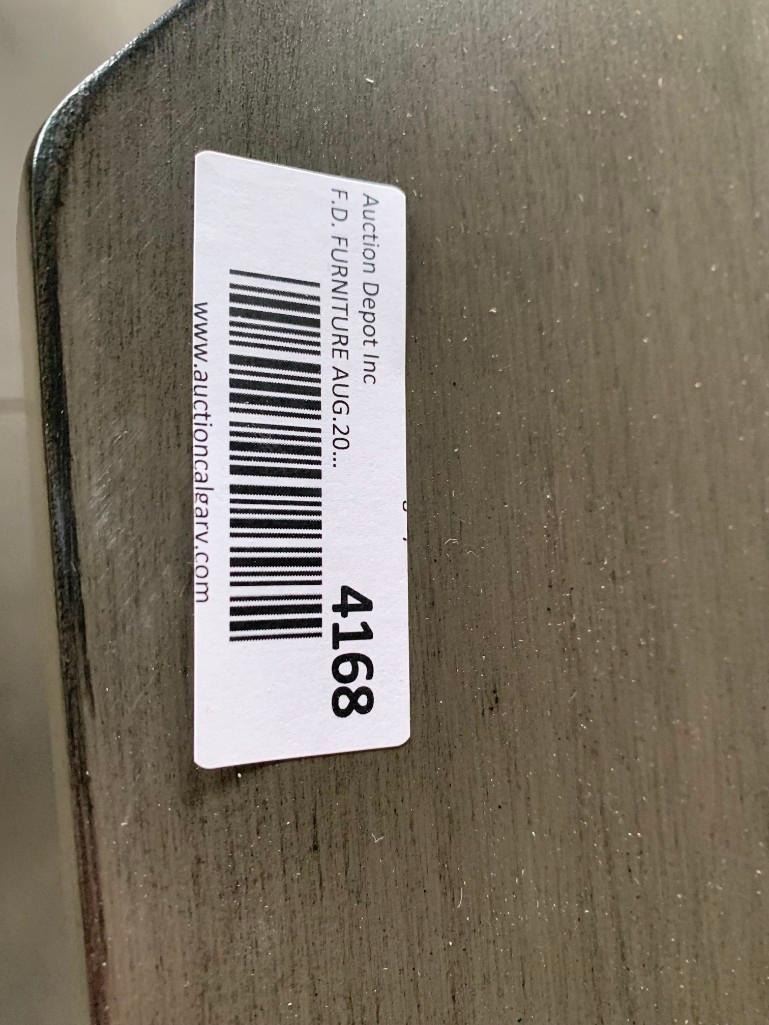 Auction Depot Inc
F.D. FURNITURE AUG.20...
4168
www.auctioncalgary.com